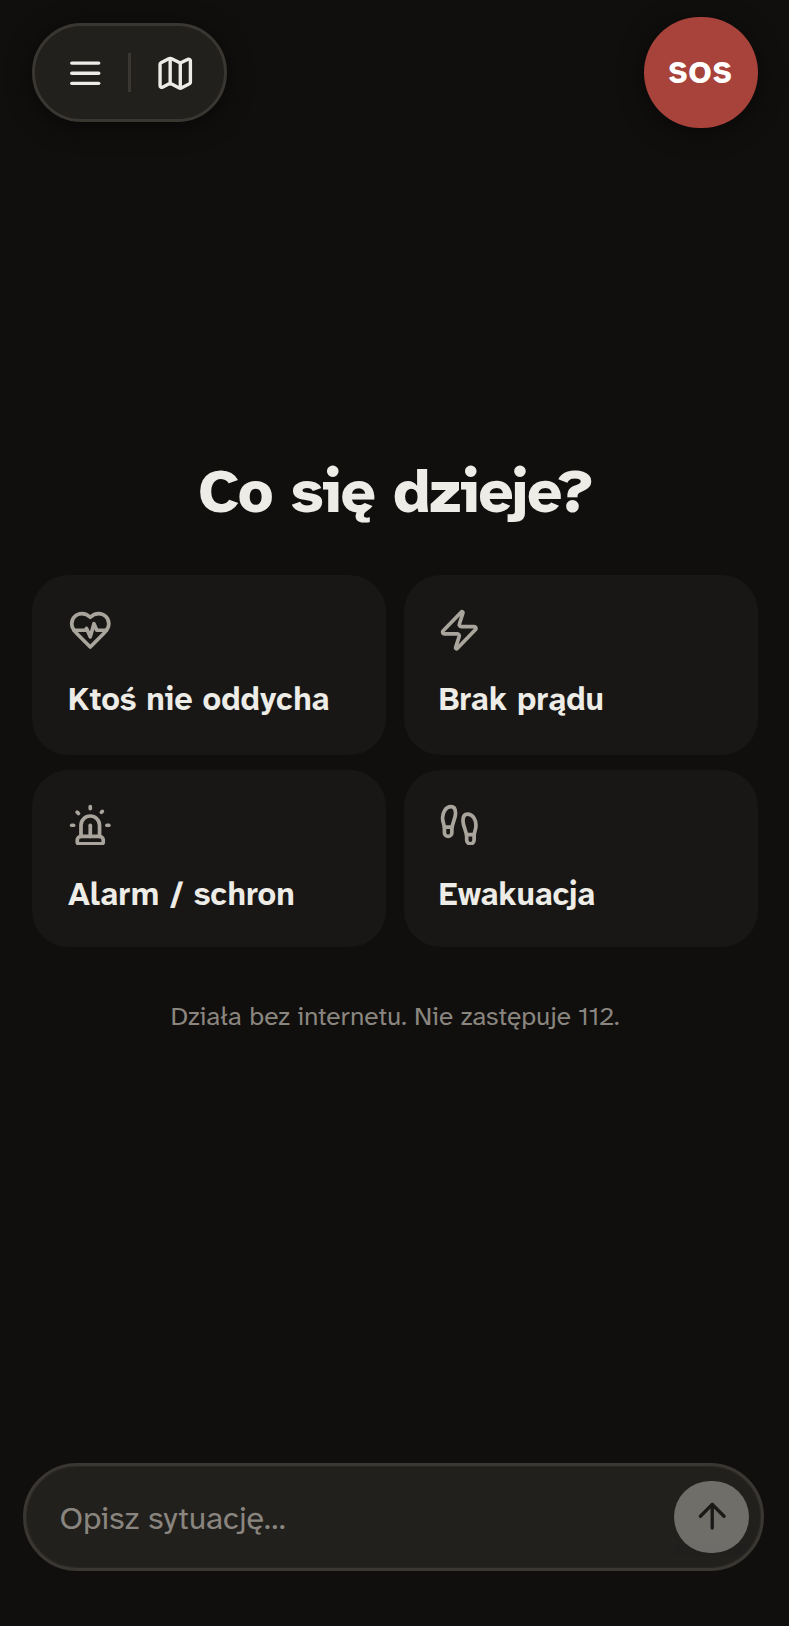 SOS
Co się dzieje?
Ktoś nie oddycha
Brak prądu
Alarm / schron
Ewakuacja
Działa bez internetu. Nie zastępuje 112.
Opisz sytuację...